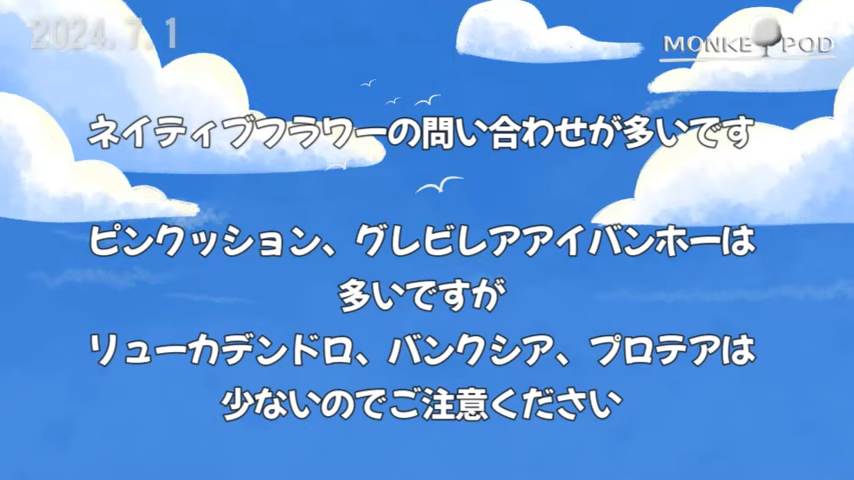 2024.7.1
MONKEYPOD
ネイティブフラワーの問い合わせが多いです
ピンクッション、グレビレアアイバンホーは
多いですが
リューカデンドロ、バンクシア、プロテアは
少ないのでご注意ください